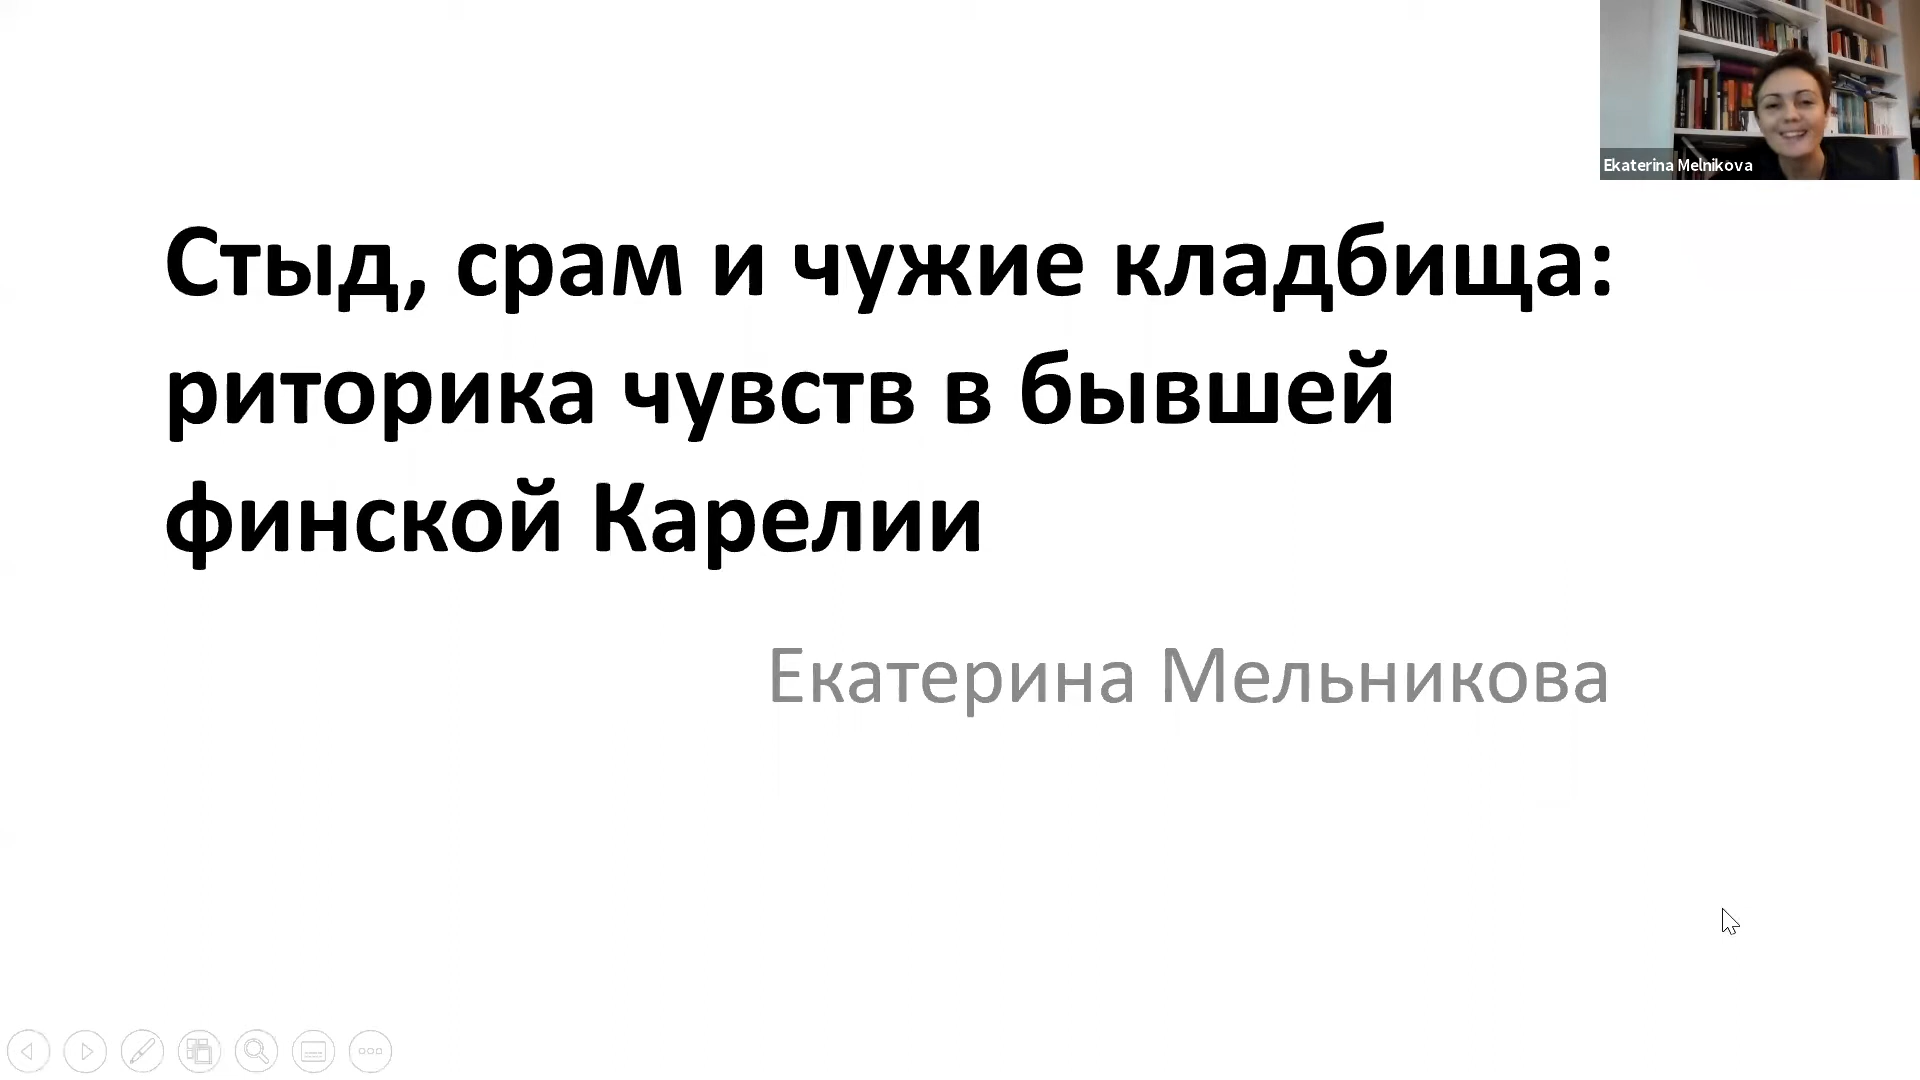 Ekaterina Melnikova
Стыд, срам и чужие кладбища:
риторика чувств в бывшей
финской Карелии
Екатерина Мельникова